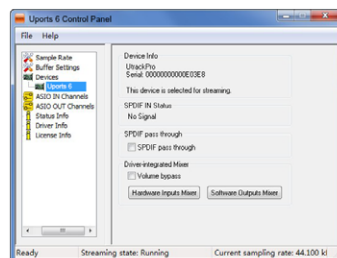 Uports 6 Control Panel
File Help
Sample Rate
Buffer Settings
Devices
Uports 6
ASIO IN Channels
ASIO OUT Channels
Status Info
Driver Info
License Info
Device Info
UtrackPro
Serial: 00000000000E03E8
This device is selected for streaming.
SPDIF IN Status
No Signal
SPDIF pass through
SPDIF pass through
Driver-integrated Mixer
Volume bypass
Hardware Inputs Mixer Software Outputs Mixer
Ready Streaming state: Running Current sampling rate: 44.100 kl